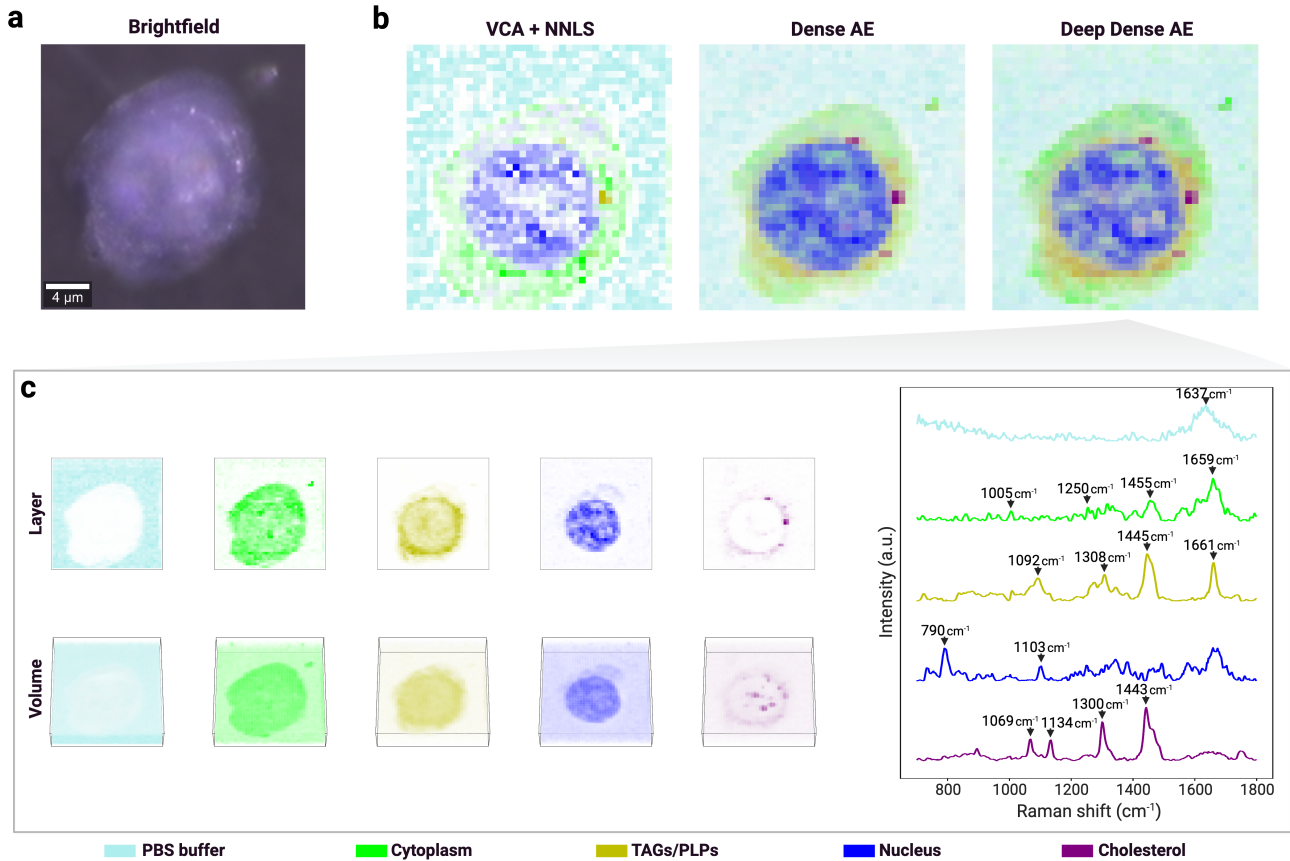 a
Brightfield
4 μm
b
VCA + NNLS
Dense AE
Deep Dense AE
c
Layer
Volume
1637 cm-1
1659 cm-1
1005 cm-1
1250 cm-1
1455 cm-1
1092 cm-1
1308 cm-1
1445 cm-1
1661 cm-1
790 cm-1
1103 cm-1
1069 cm-1
1134 cm-1
1300 cm-1
1443 cm-1
Intensity (a.u.)
800 1000 1200 1400 1600 1800
Raman shift (cm-1)
PBS buffer
Cytoplasm
TAGs/PLPs
Nucleus
Cholesterol